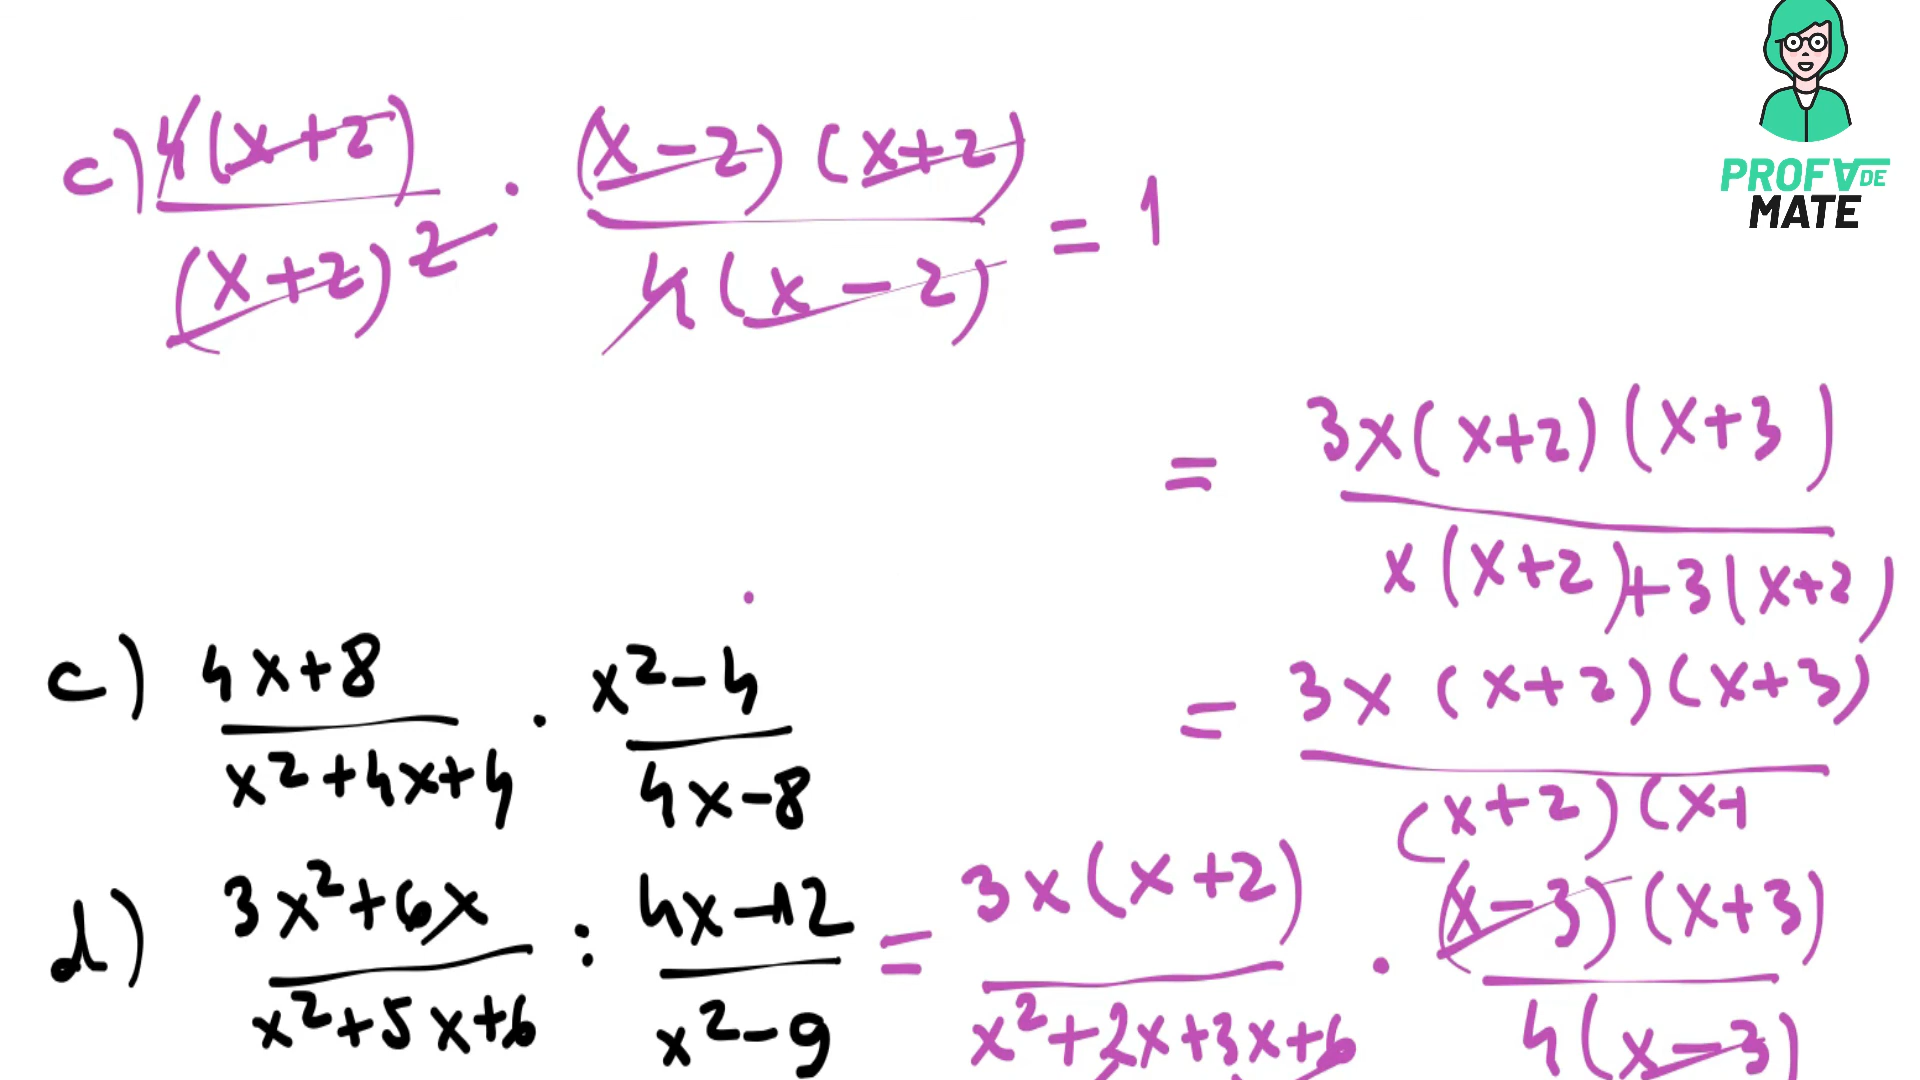 PROFA DE
MATE
c) 4(x+2)/(x+2)² · (x-2)(x+2)/4(x-2) = 1
= 3x(x+2)(x+3)/x(x+2)+3(x+2)
= 3x(x+2)(x+3)/(x+2)(x+
c) 4x+8/x²+4x+4 · x²-4/4x-8
d) 3x²+6x/x²+5x+6 : 4x-12/x²-9 = 3x(x+2)/x²+2x+3x+6 · (x-3)(x+3)/4(x-3)